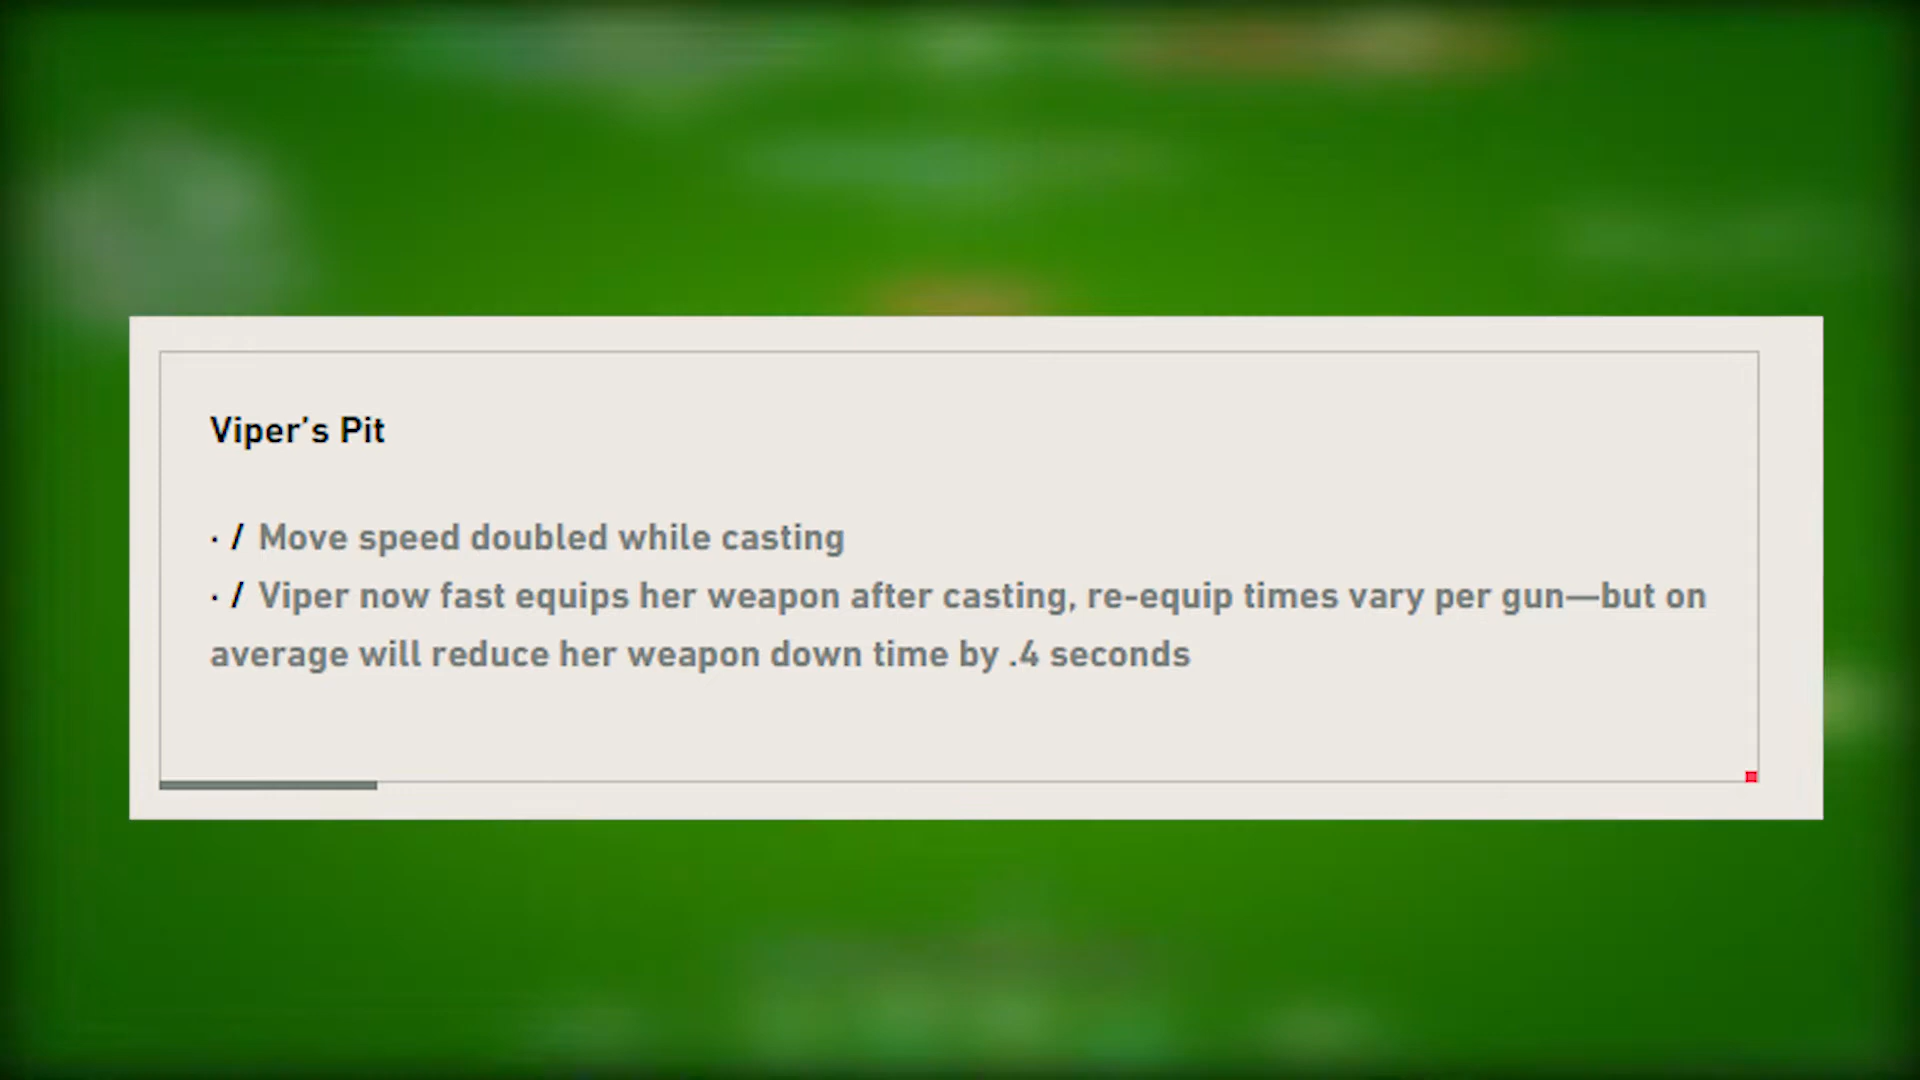 Viper’s Pit
· / Move speed doubled while casting
· / Viper now fast equips her weapon after casting, re-equip times vary per gun—but on
average will reduce her weapon down time by .4 seconds